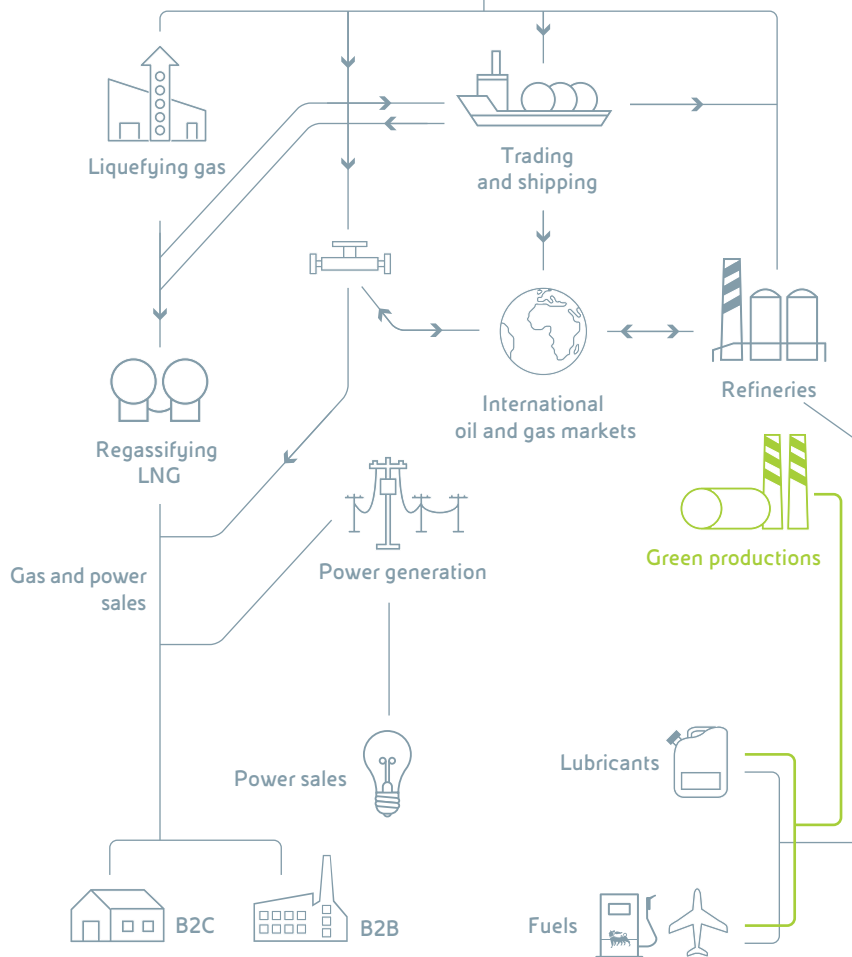 Liquefying gas
Trading
and shipping
International
oil and gas markets
Refineries
Regassifying
LNG
Green productions
Gas and power
sales
Power generation
Power sales
Lubricants
B2C
B2B
Fuels